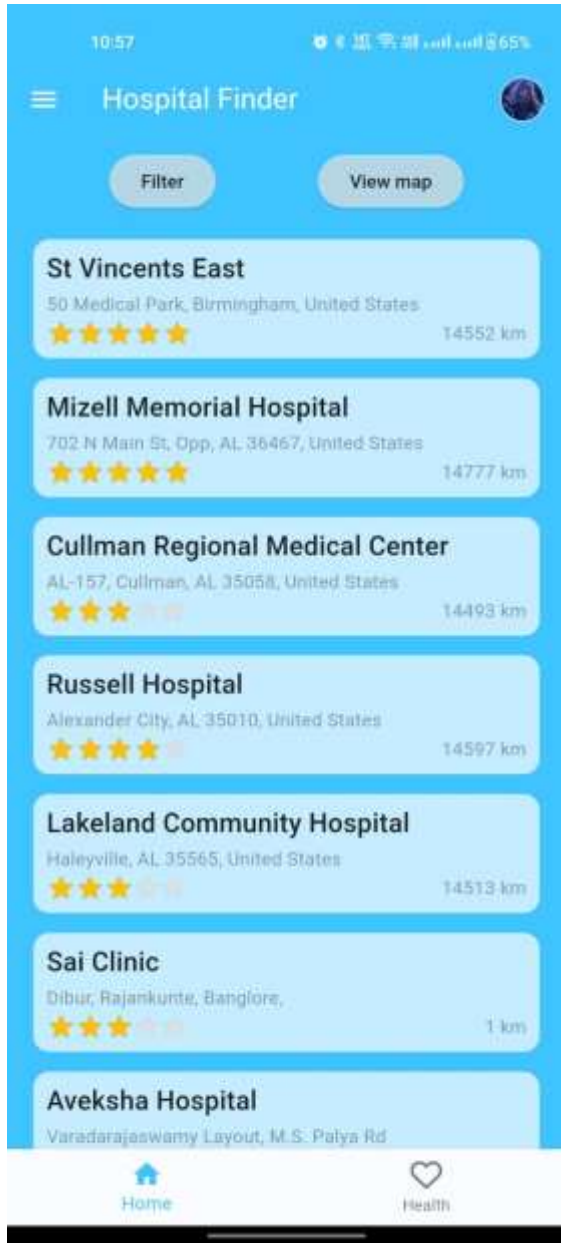 10:57
65%
Hospital Finder
Filter
View map
St Vincents East
50 Medical Park, Birmingham, United States
14552 km
Mizell Memorial Hospital
702 N Main St, Opp, AL 36467, United States
14777 km
Cullman Regional Medical Center
AL-157, Cullman, AL 35058, United States
14493 km
Russell Hospital
Alexander City, AL 35010, United States
14597 km
Lakeland Community Hospital
Haleyville, AL 35565, United States
14513 km
Sai Clinic
Dibur, Rajankunte, Banglore,
1 km
Aveksha Hospital
Varadarajaswamy Layout, M.S. Palya Rd
Home
Health